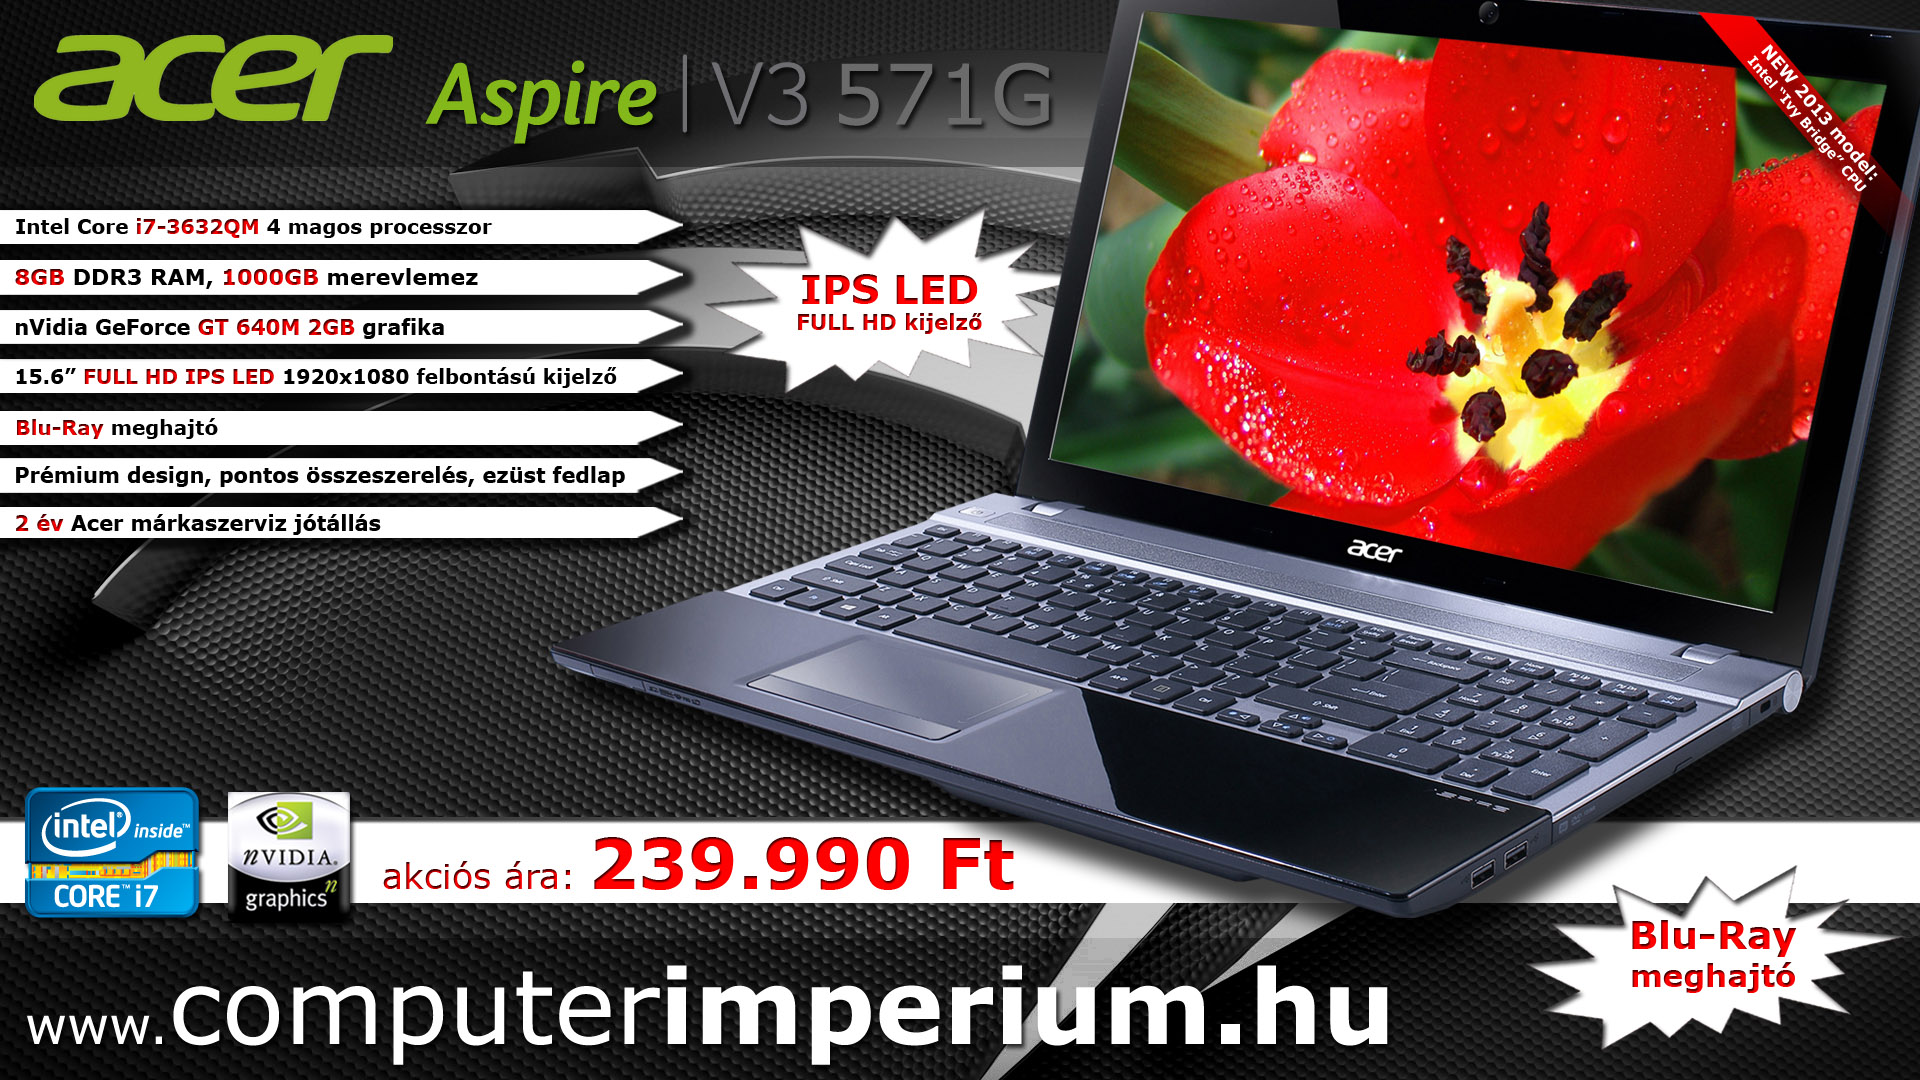 acer Aspire | V3 571G
NEW 2013 model:
Intel "Ivy Bridge" CPU
Intel Core i7-3632QM 4 magos processzor
8GB DDR3 RAM, 1000GB merevlemez
nVidia GeForce GT 640M 2GB grafika
15.6” FULL HD IPS LED 1920x1080 felbontású kijelző
Blu-Ray meghajtó
Prémium design, pontos összeszerelés, ezüst fedlap
2 év Acer márkaszerviz jótállás
IPS LED
FULL HD kijelző
acer
intel inside™
CORE™ i7
nVIDIA.
graphics n
akciós ára: 239.990 Ft
Blu-Ray
meghajtó
www.computerimperium.hu